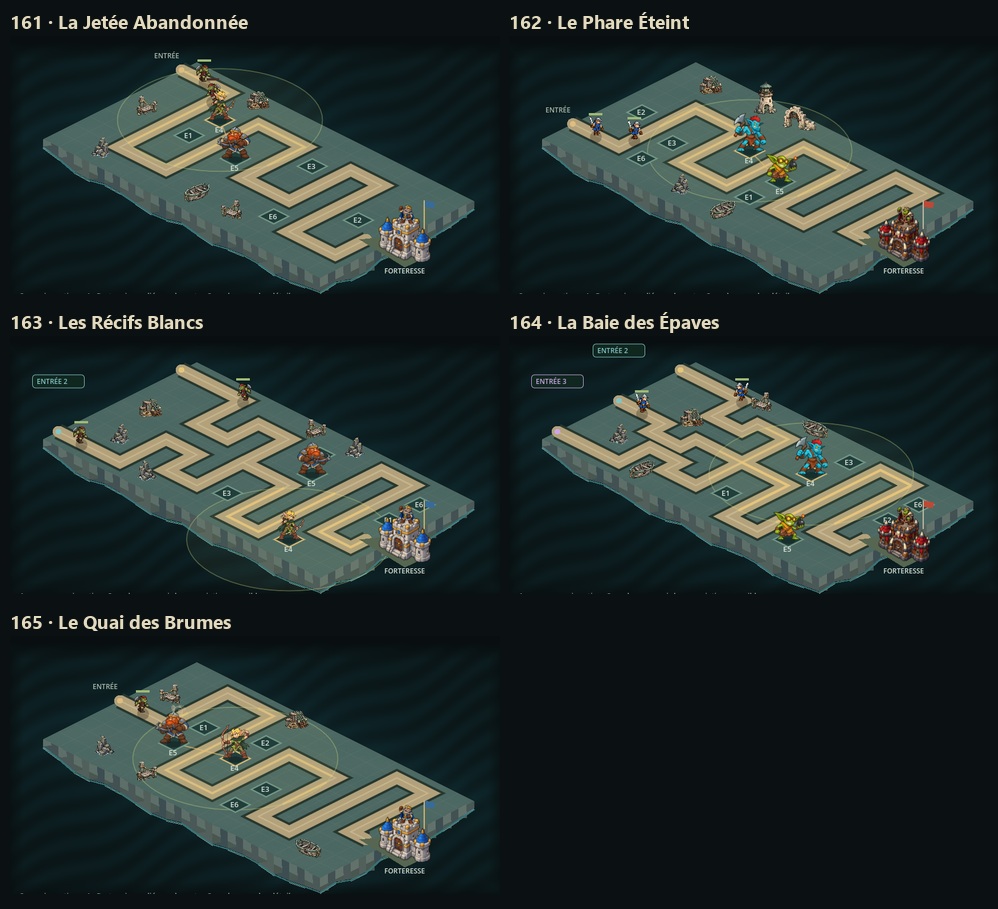 161 · La Jetée Abandonnée
ENTRÉE
E4
E1
E5
E3
E6
E2
FORTERESSE
162 · Le Phare Éteint
ENTRÉE
E2
E3
E6
E4
E5
E1
FORTERESSE
163 · Les Récifs Blancs
ENTRÉE 2
E5
E3
E6
E4
FORTERESSE
164 · La Baie des Épaves
ENTRÉE 2
ENTRÉE 3
E3
E4
E1
E6
E5
FORTERESSE
165 · Le Quai des Brumes
ENTRÉE
E1
E2
E5
E4
E3
E6
FORTERESSE